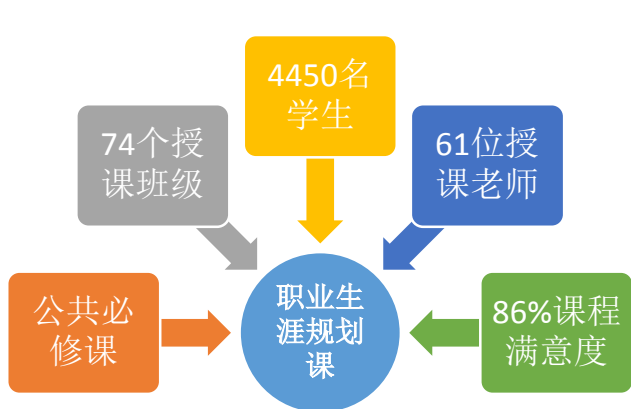 4450名
学生
74个授
课班级
61位授
课老师
公共必
修课
职业生
涯规划
课
86%课程
满意度